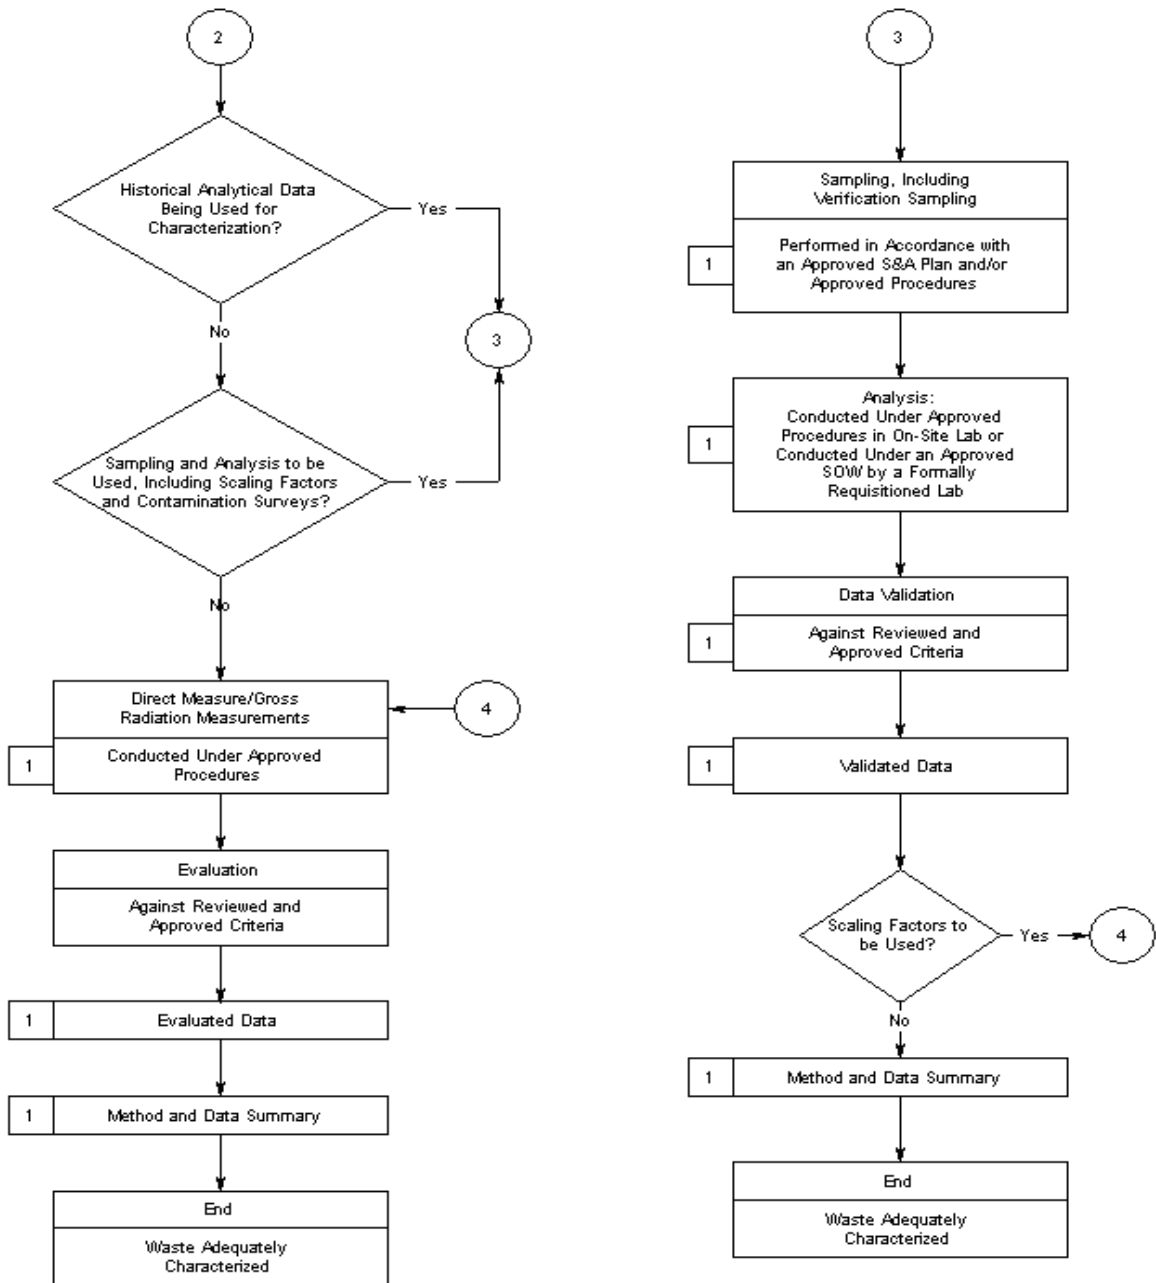 2
Historical Analytical Data
Being Used for
Characterization?
Yes
No
3
Sampling and Analysis to be
Used, Including Scaling Factors
and Contamination Surveys?
Yes
No
Direct Measure/Gross
Radiation Measurements
4
1
Conducted Under Approved
Procedures
Evaluation
Against Reviewed and
Approved Criteria
1
Evaluated Data
1
Method and Data Summary
End
Waste Adequately
Characterized
3
Sampling, Including
Verification Sampling
1
Performed in Accordance with
an Approved S&A Plan and/or
Approved Procedures
1
Analysis:
Conducted Under Approved
Procedures in On-Site Lab or
Conducted Under an Approved
SOW by a Formally
Requisitioned Lab
Data Validation
1
Against Reviewed and
Approved Criteria
1
Validated Data
Scaling Factors to
be Used?
Yes
4
No
1
Method and Data Summary
End
Waste Adequately
Characterized